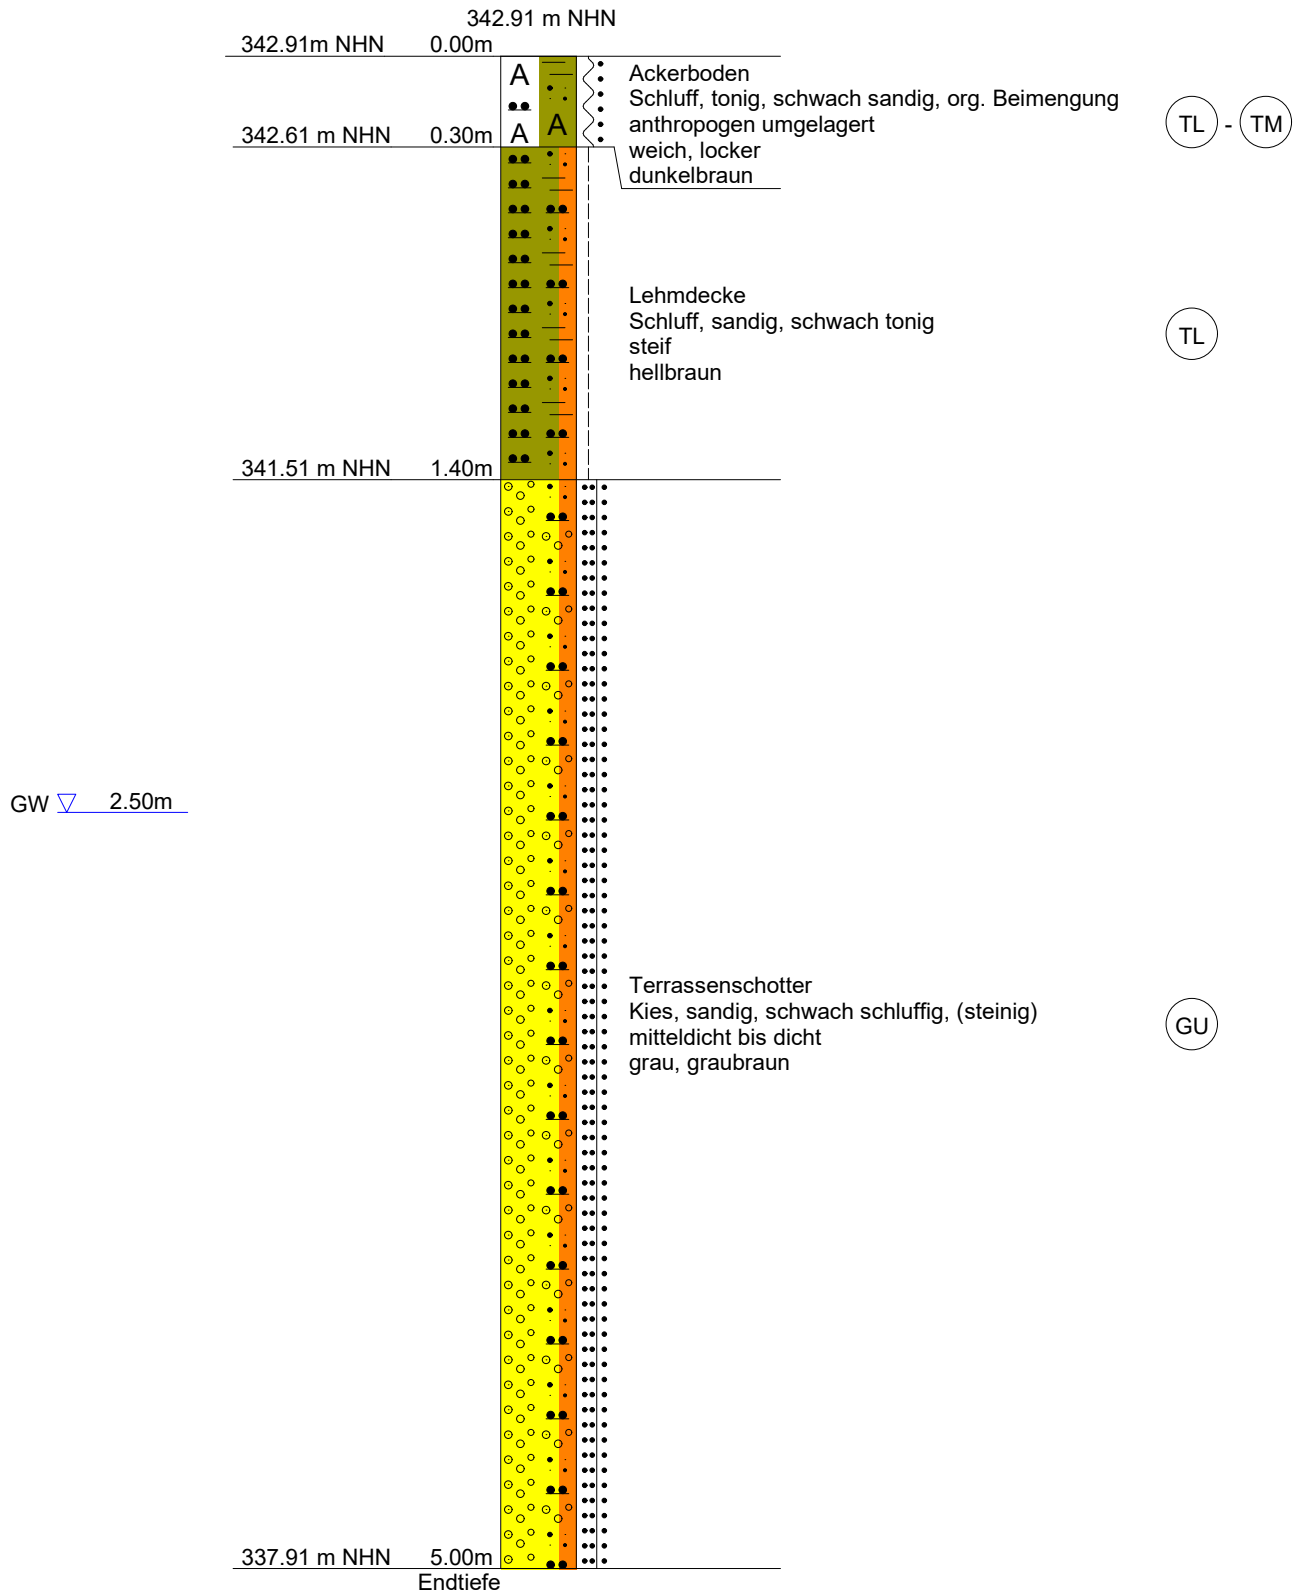 342.91 m NHN
342.91m NHN 0.00m
A
A A
Ackerboden
Schluff, tonig, schwach sandig, org. Beimengung
anthropogen umgelagert
weich, locker
dunkelbraun
TL - TM
342.61 m NHN 0.30m
Lehmdecke
Schluff, sandig, schwach tonig
steif
hellbraun
TL
341.51 m NHN 1.40m
GW 2.50m
Terrassenschotter
Kies, sandig, schwach schluffig, (steinig)
mitteldicht bis dicht
grau, graubraun
GU
337.91 m NHN 5.00m
Endtiefe